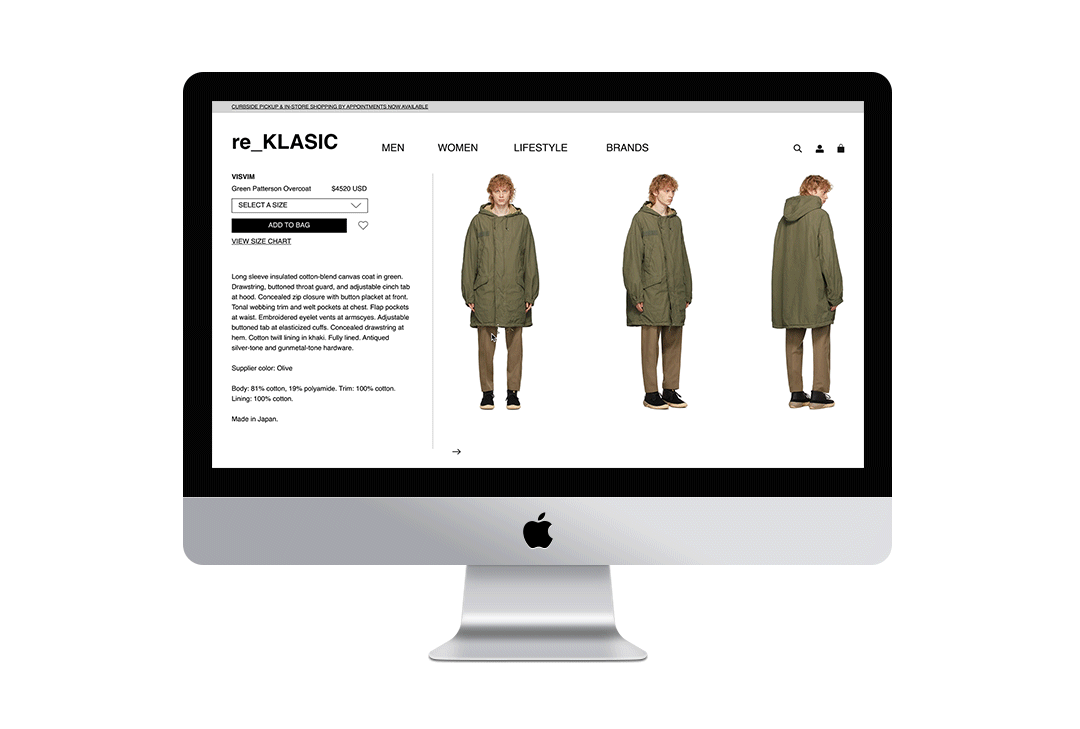 CURBSIDE PICKUP & IN-STORE SHOPPING BY APPOINTMENTS NOW AVAILABLE
re_KLASIC
MEN WOMEN LIFESTYLE BRANDS
VISVIM
Green Patterson Overcoat $4520 USD
SELECT A SIZE
ADD TO BAG
VIEW SIZE CHART
Long sleeve insulated cotton-blend canvas coat in green.
Drawstring, buttoned throat guard, and adjustable cinch tab
at hood. Concealed zip closure with button placket at front.
Tonal webbing trim and welt pockets at chest. Flap pockets
at waist. Embroidered eyelet vents at armscyes. Adjustable
buttoned tab at elasticized cuffs. Concealed drawstring at
hem. Cotton twill lining in khaki. Fully lined. Antiqued
silver-tone and gunmetal-tone hardware.
Supplier color: Olive
Body: 81% cotton, 19% polyamide. Trim: 100% cotton.
Lining: 100% cotton.
Made in Japan.